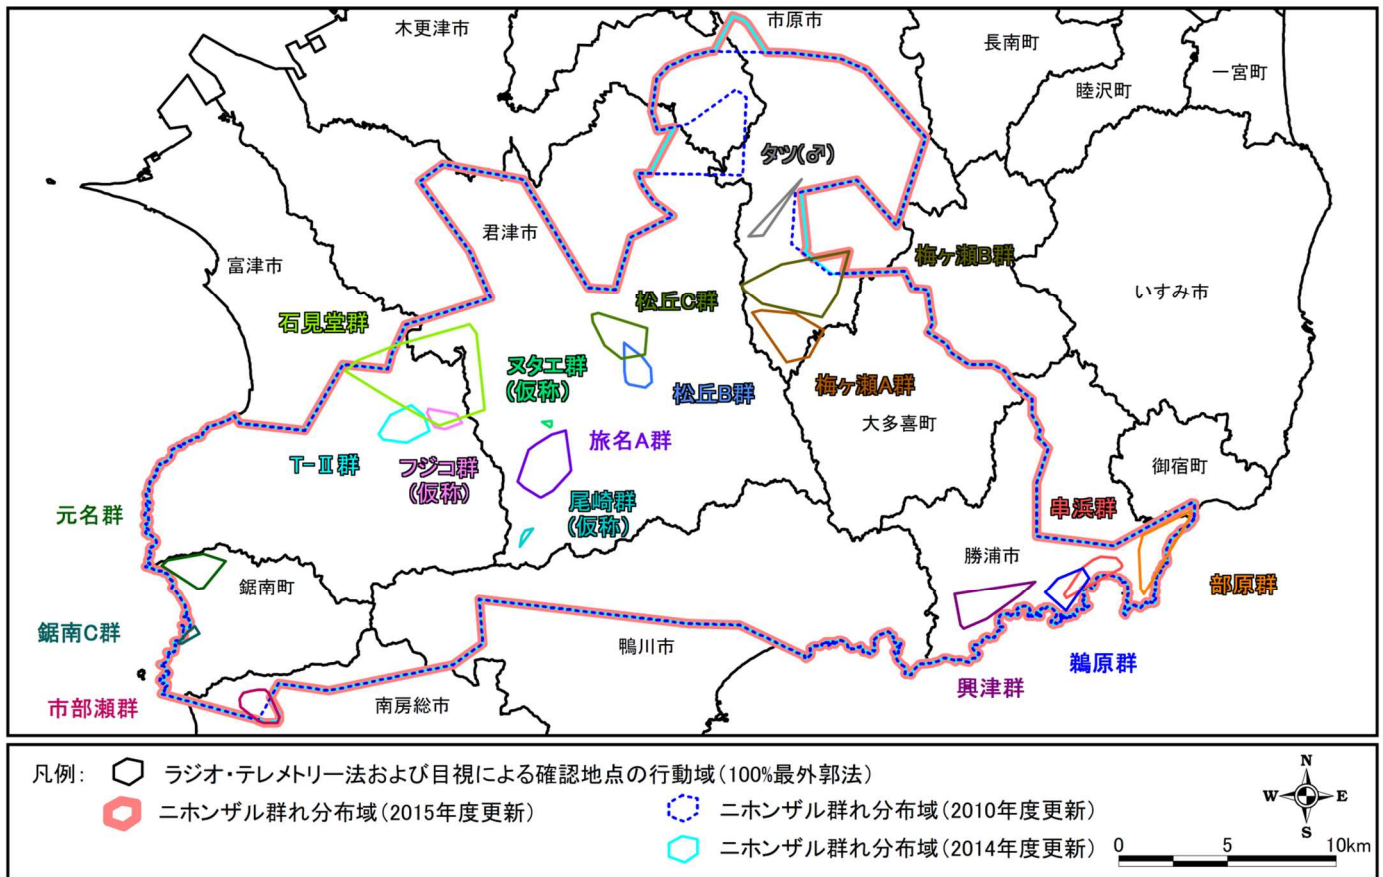 木更津市
市原市
長南町
一宮町
睦沢町
タツ(♂)
君津市
富津市
梅ヶ瀬B群
いすみ市
松丘C群
石見堂群
ヌタエ群
(仮称)
松丘B群
梅ヶ瀬A群
大多喜町
旅名A群
T-Ⅱ群
フジコ群
(仮称)
御宿町
尾崎群
(仮称)
元名群
串浜群
勝浦市
鋸南町
部原群
鋸南C群
鴨川市
鵜原群
興津群
市部瀬群
南房総市
凡例:
ラジオ・テレメトリー法および目視による確認地点の行動域(100%最外郭法)
ニホンザル群れ分布域(2015年度更新)
ニホンザル群れ分布域(2010年度更新)
ニホンザル群れ分布域(2014年度更新)
N
W E
S
0 5 10km